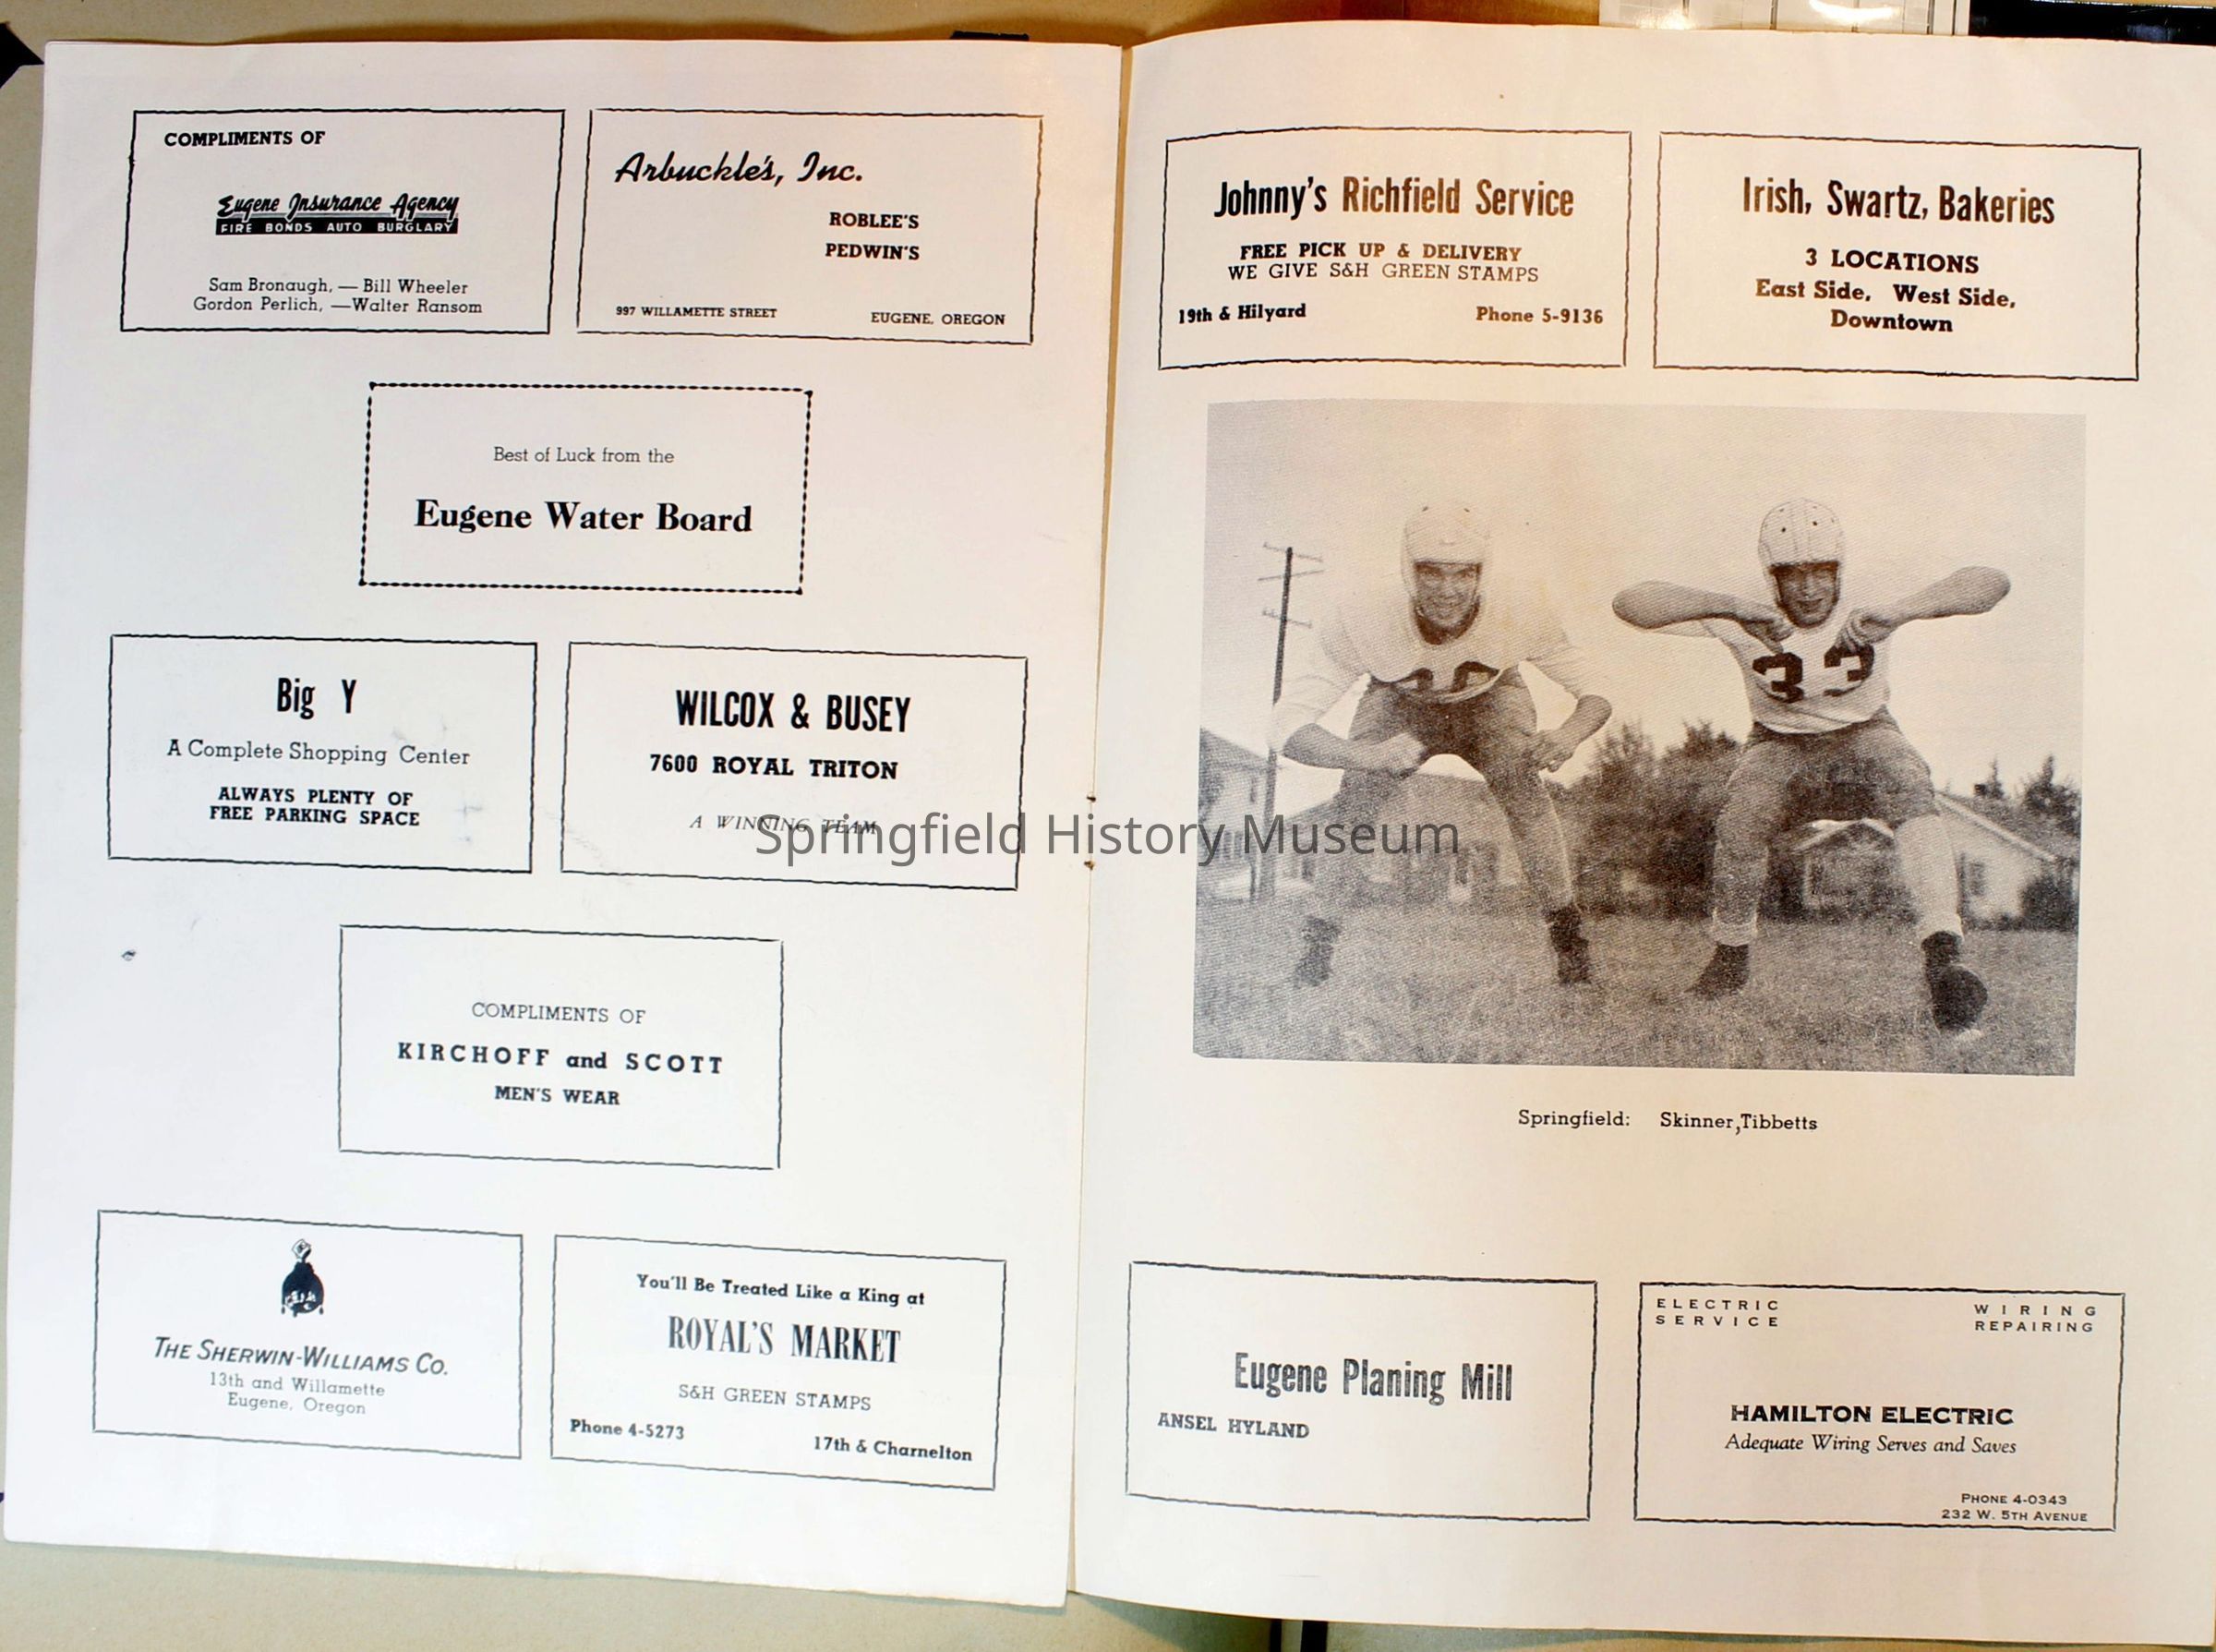 COMPLIMENTS OF
Eugene Insurance Agency
FIRE BONDS AUTO BURGLARY
Sam Bronaugh, — Bill Wheeler
Gordon Perlich, —Walter Ransom
Arbuckle's, Inc.
ROBLEE'S
PEDWIN'S
997 WILLAMETTE STREET
EUGENE, OREGON
Best of Luck from the
Eugene Water Board
Big Y
A Complete Shopping Center
ALWAYS PLENTY OF
FREE PARKING SPACE
WILCOX & BUSEY
7600 ROYAL TRITON
A WINNING TEAM
COMPLIMENTS OF
KIRCHOFF and SCOTT
MEN'S WEAR
THE SHERWIN-WILLIAMS CO.
13th and Willamette
Eugene, Oregon
You'll Be Treated Like a King at
ROYAL'S MARKET
S&H GREEN STAMPS
Phone 4-5273
17th & Charnelton
Johnny's Richfield Service
FREE PICK UP & DELIVERY
WE GIVE S&H GREEN STAMPS
19th & Hilyard
Phone 5-9136
Irish, Swartz, Bakeries
3 LOCATIONS
East Side, West Side,
Downtown
33
Springfield: Skinner,Tibbetts
Eugene Planing Mill
ANSEL HYLAND
ELECTRIC
SERVICE
WIRING
REPAIRING
HAMILTON ELECTRIC
Adequate Wiring Serves and Saves
PHONE 4-0343
232 W. 5TH AVENUE
Springfield History Museum